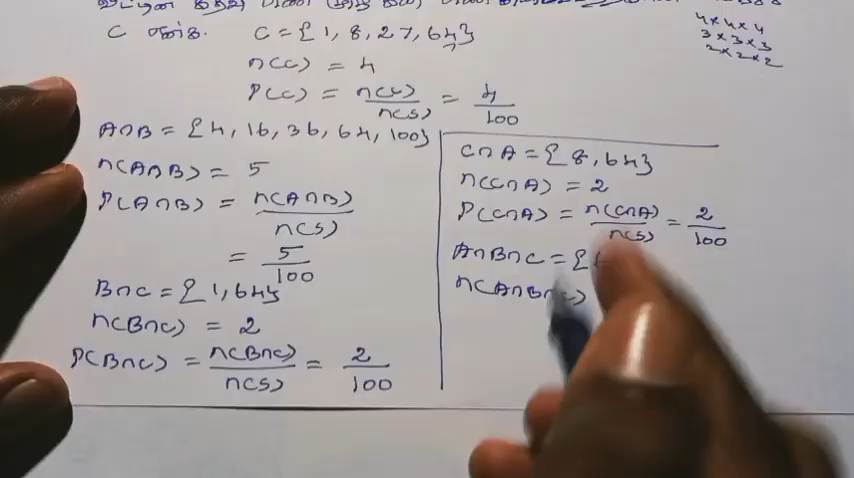 C என்க. C = {1, 8, 27, 64}
n(C) = 4
P(C) = n(C)/n(S) = 4/100
4×4×4
3×3×3
2×2×2
A∩B = {4, 16, 36, 64, 100}
n(A∩B) = 5
P(A∩B) = n(A∩B)/n(S)
= 5/100
B∩C = {1, 64}
n(B∩C) = 2
P(B∩C) = n(B∩C)/n(S) = 2/100
C∩A = {8, 64}
n(C∩A) = 2
P(C∩A) = n(C∩A)/n(S) = 2/100
A∩B∩C = {
n(A∩B∩C)